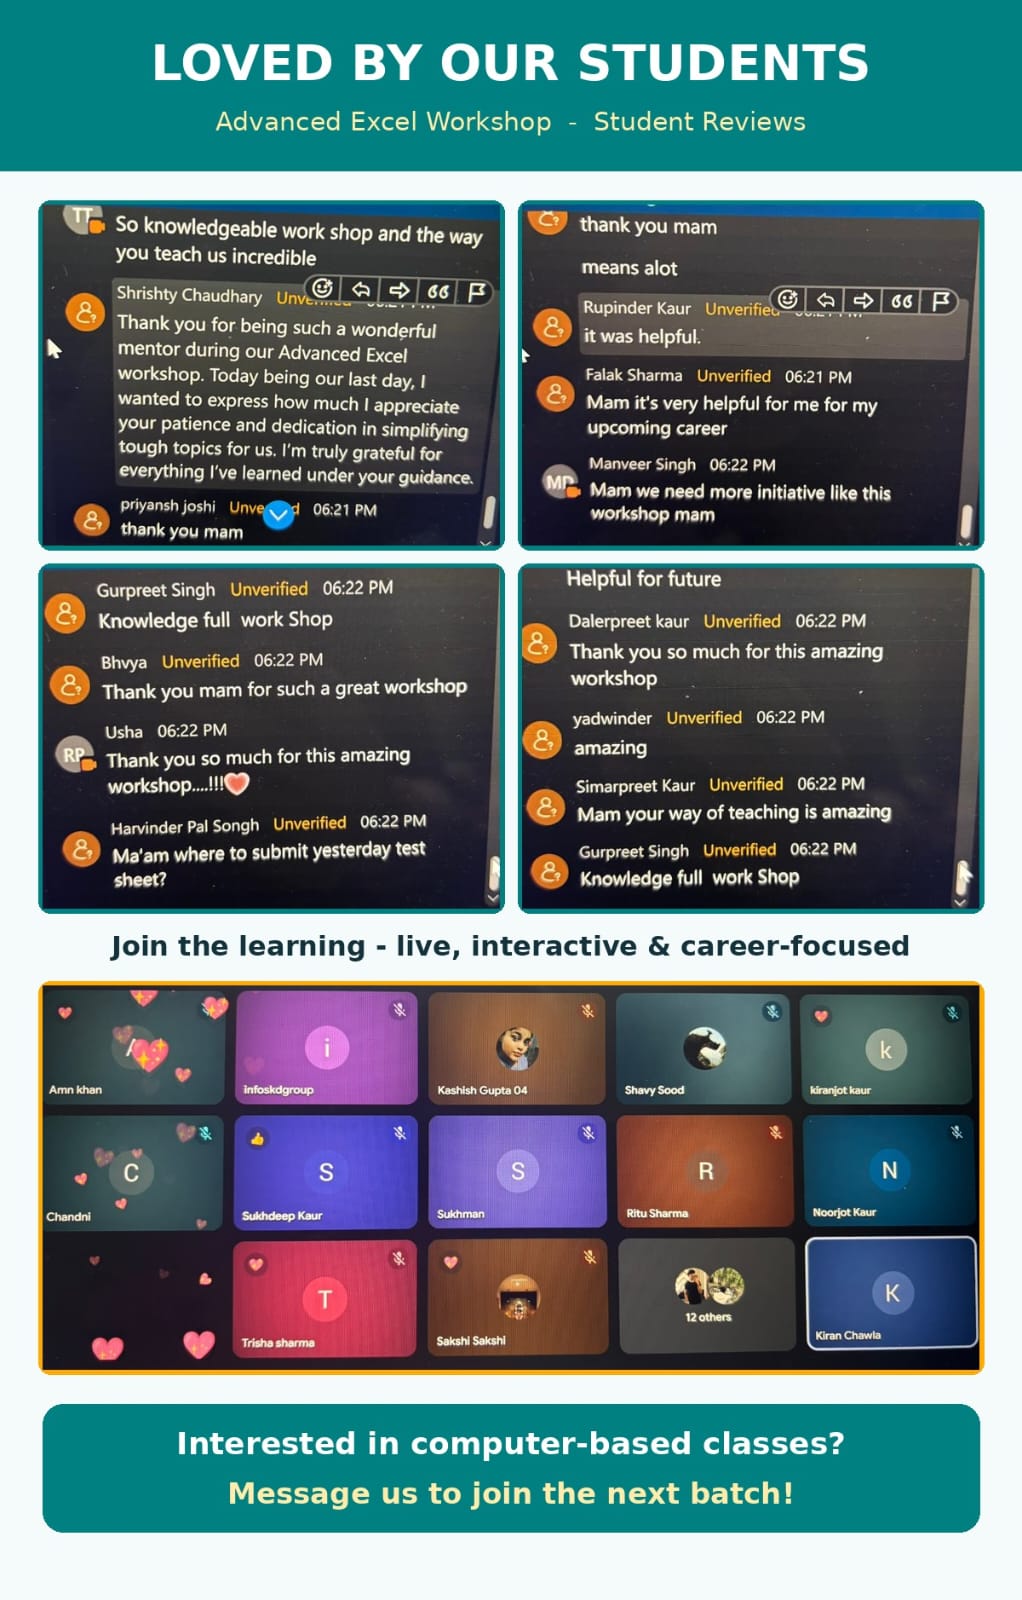 LOVED BY OUR STUDENTS
Advanced Excel Workshop - Student Reviews
TT
So knowledgeable work shop and the way
you teach us incredible
Shrishty Chaudhary
Thank you for being such a wonderful
mentor during our Advanced Excel
workshop. Today being our last day, I
wanted to express how much I appreciate
your patience and dedication in simplifying
tough topics for us. I'm truly grateful for
everything I've learned under your guidance.
priyansh joshi 06:21 PM
thank you mam
thank you mam
means alot
Rupinder Kaur Unverified
it was helpful.
Falak Sharma Unverified 06:21 PM
Mam it's very helpful for me for my
upcoming career
Manveer Singh 06:22 PM
Mam we need more initiative like this
workshop mam
Gurpreet Singh Unverified 06:22 PM
Knowledge full work Shop
Bhvya Unverified 06:22 PM
Thank you mam for such a great workshop
Usha 06:22 PM
RP
Thank you so much for this amazing
workshop....!!!❤️
Harvinder Pal Songh Unverified 06:22 PM
Ma'am where to submit yesterday test
sheet?
Helpful for future
Dalerpreet kaur Unverified 06:22 PM
Thank you so much for this amazing
workshop
yadwinder Unverified 06:22 PM
amazing
Simarpreet Kaur Unverified 06:22 PM
Mam your way of teaching is amazing
Gurpreet Singh Unverified 06:22 PM
Knowledge full work Shop
Join the learning - live, interactive & career-focused
Amn khan
i
infoskdgroup
Kashish Gupta 04
Shavy Sood
k
kiranjot kaur
C
Chandni
S
Sukhdeep Kaur
S
Sukhman
R
Ritu Sharma
N
Noorjot Kaur
T
Trisha sharma
Sakshi Sakshi
12 others
K
Kiran Chawla
Interested in computer-based classes?
Message us to join the next batch!